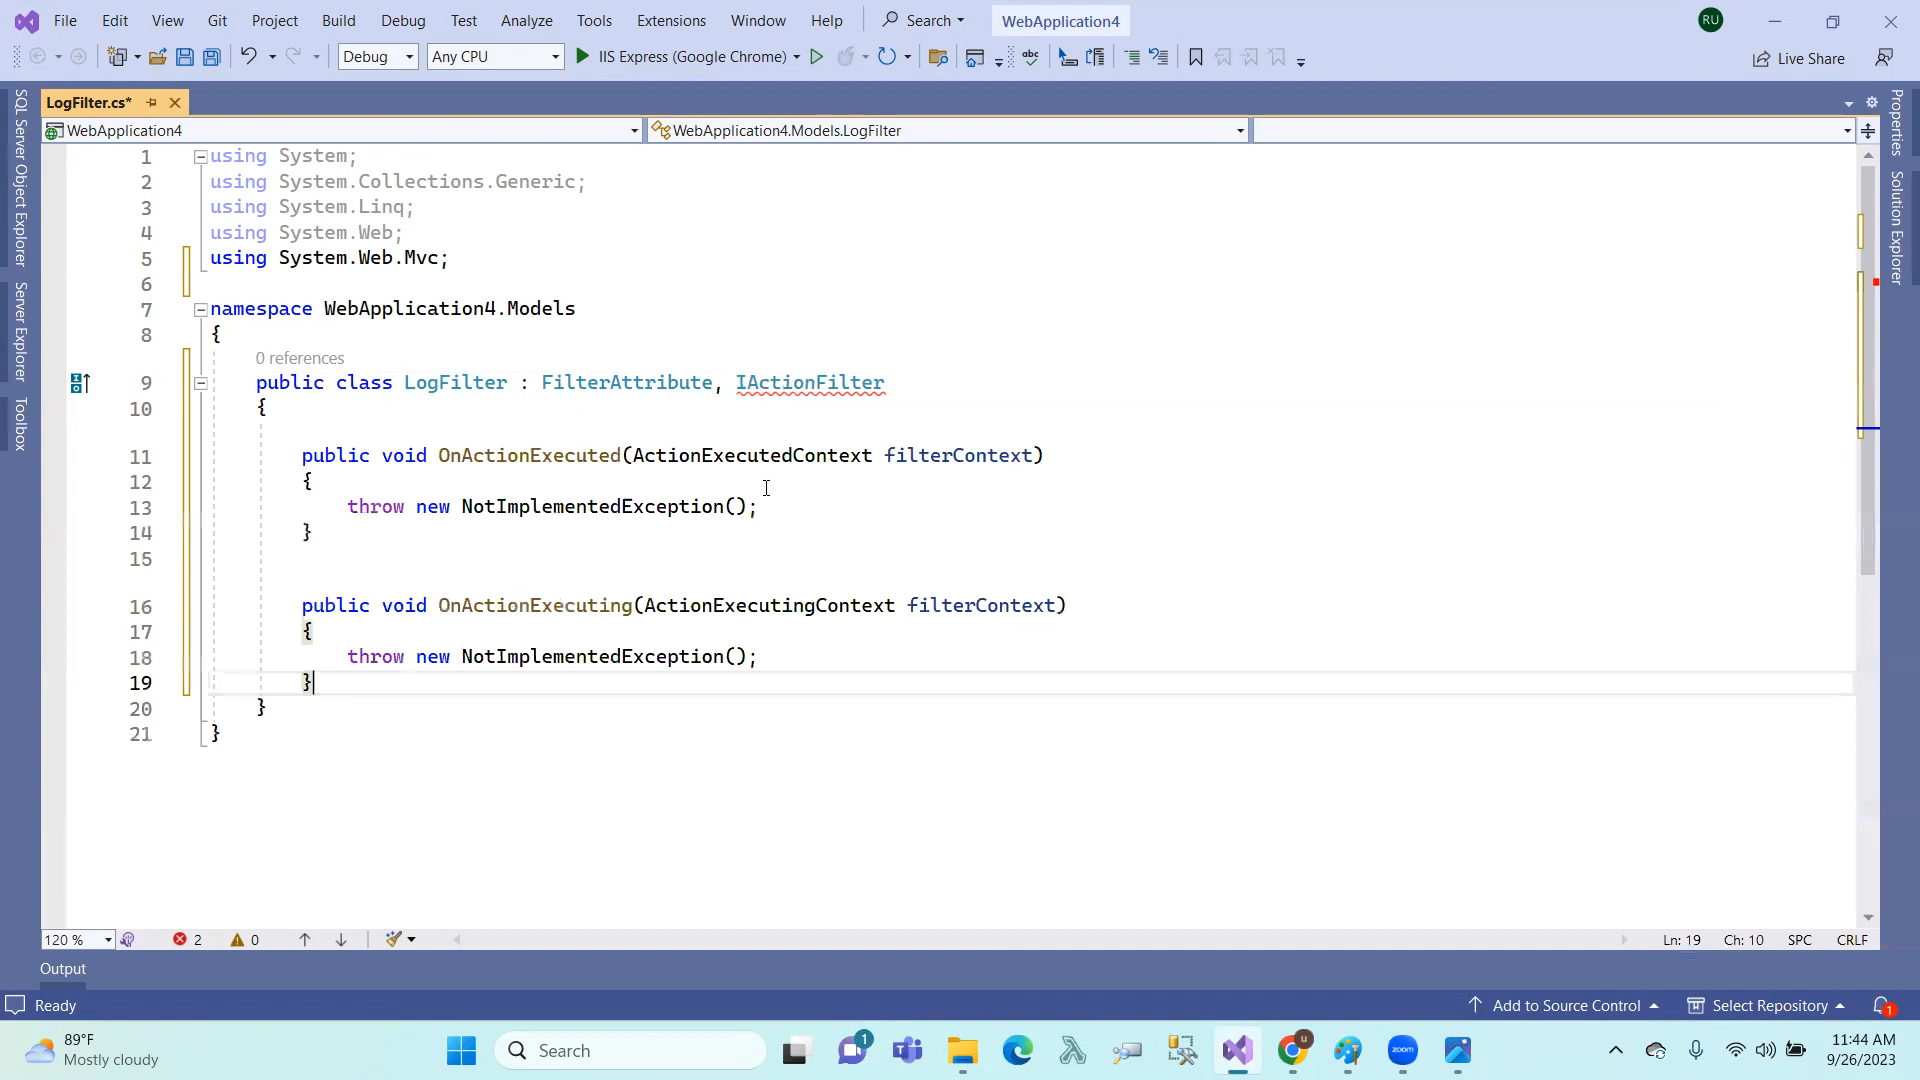 File Edit View Git Project Build Debug Test Analyze Tools Extensions Window Help Search WebApplication4 RU
Debug Any CPU IIS Express (Google Chrome) Live Share
LogFilter.cs*
WebApplication4 WebApplication4.Models.LogFilter
SQL Server Object Explorer
Server Explorer
Toolbox
Properties
Solution Explorer
1 using System;
2 using System.Collections.Generic;
3 using System.Linq;
4 using System.Web;
5 using System.Web.Mvc;
6
7 namespace WebApplication4.Models
8 {
0 references
9 public class LogFilter : FilterAttribute, IActionFilter
10 {
11 public void OnActionExecuted(ActionExecutedContext filterContext)
12 {
13 throw new NotImplementedException();
14 }
15
16 public void OnActionExecuting(ActionExecutingContext filterContext)
17 {
18 throw new NotImplementedException();
19 }
20 }
21 }
120 % 2 0 Ln: 19 Ch: 10 SPC CRLF
Output
Ready Add to Source Control Select Repository 1
89°F
Mostly cloudy
Search
1
u
zoom
11:44 AM
9/26/2023